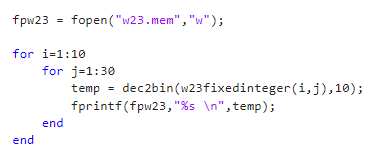 fpw23 = fopen("w23.mem","w");
for i=1:10
for j=1:30
temp = dec2bin(w23fixedinteger(i,j),10);
fprintf(fpw23,"%s \n",temp);
end
end